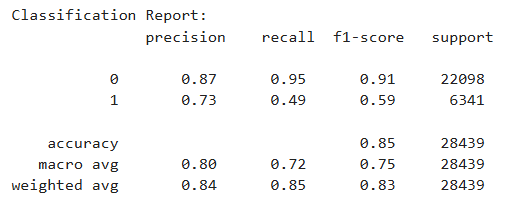 Classification Report:
precision recall f1-score support
0 0.87 0.95 0.91 22098
1 0.73 0.49 0.59 6341
accuracy 0.85 28439
macro avg 0.80 0.72 0.75 28439
weighted avg 0.84 0.85 0.83 28439